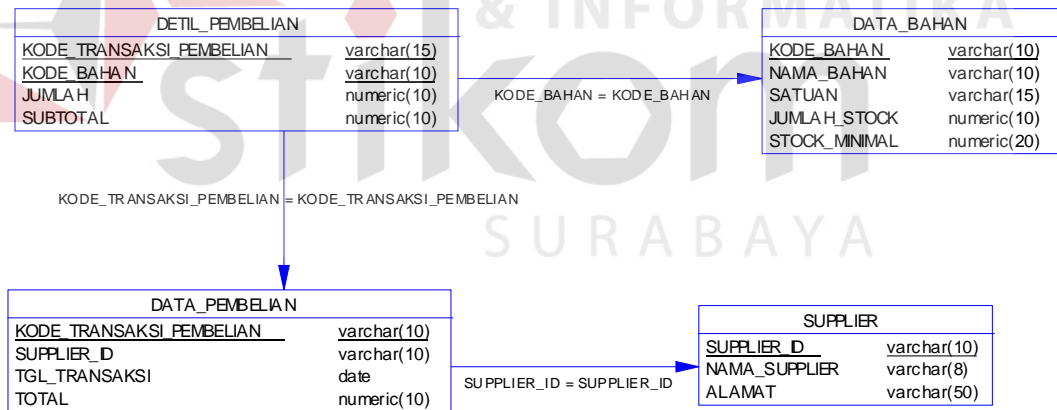 & INFORMATIKA
stikom
SURABAYA
DETIL_PEMBELIAN
KODE_TRANSAKSI_PEMBELIAN varchar(15)
KODE_BAHAN varchar(10)
JUMLAH numeric(10)
SUBTOTAL numeric(10)
KODE_BAHAN = KODE_BAHAN
DATA_BAHAN
KODE_BAHAN varchar(10)
NAMA_BAHAN varchar(10)
SATUAN varchar(15)
JUMLAH_STOCK numeric(10)
STOCK_MINIMAL numeric(20)
KODE_TRANSAKSI_PEMBELIAN = KODE_TRANSAKSI_PEMBELIAN
DATA_PEMBELIAN
KODE_TRANSAKSI_PEMBELIAN varchar(10)
SUPPLIER_ID varchar(10)
TGL_TRANSAKSI date
TOTAL numeric(10)
SUPPLIER_ID = SUPPLIER_ID
SUPPLIER
SUPPLIER_ID varchar(10)
NAMA_SUPPLIER varchar(8)
ALAMAT varchar(50)